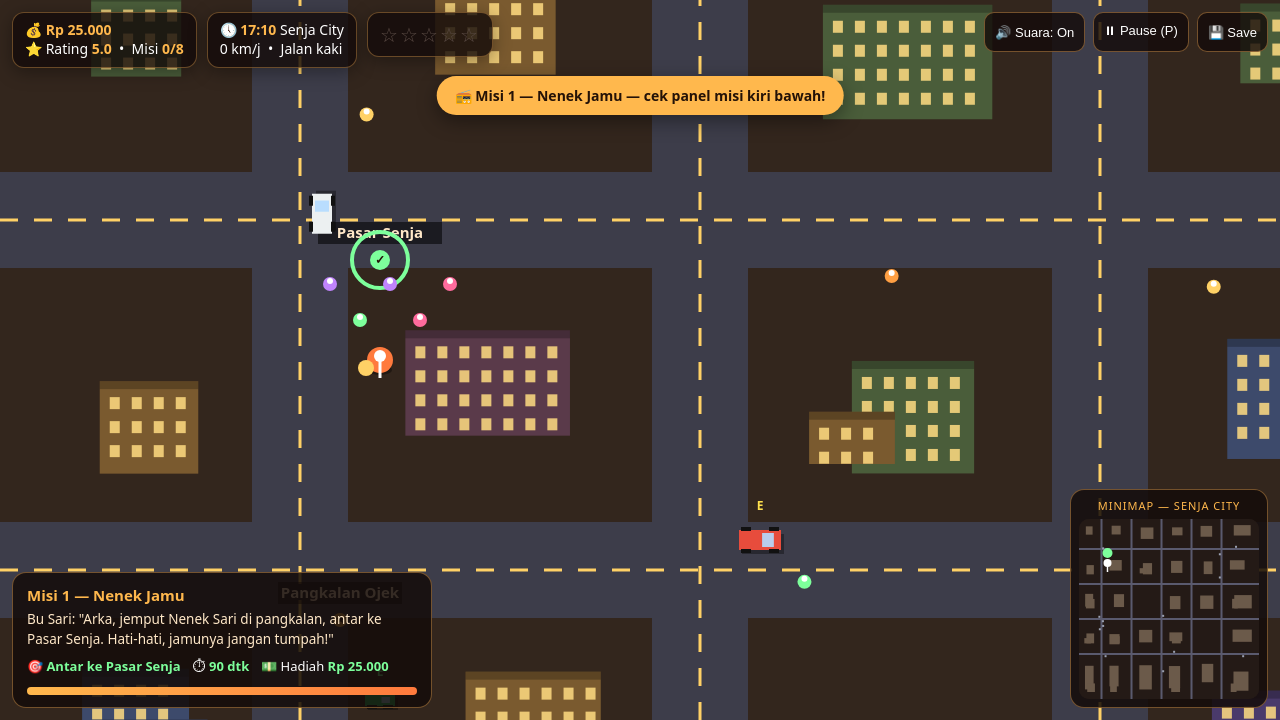 💰 Rp 25.000
⭐ Rating 5.0 • Misi 0/8
🕔 17:10 Senja City
0 km/j • Jalan kaki
☆☆☆☆☆
🔊 Suara: On
⏸ Pause (P)
💾 Save
📻 Misi 1 — Nenek Jamu — cek panel misi kiri bawah!
Pasar Senja
✓
E
MINIMAP — SENJA CITY
Pangkalan Ojek
Misi 1 — Nenek Jamu
Bu Sari: "Arka, jemput Nenek Sari di pangkalan, antar ke
Pasar Senja. Hati-hati, jamunya jangan tumpah!"
🎯 Antar ke Pasar Senja ⏱ 90 dtk 💵 Hadiah Rp 25.000